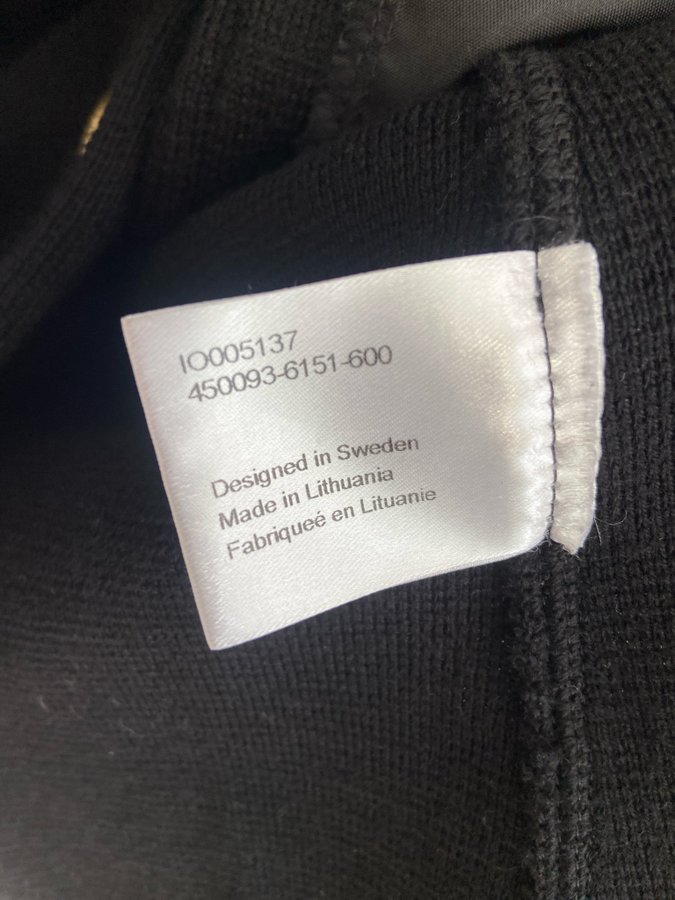 IO005137
450093-6151-600
Designed in Sweden
Made in Lithuania
Fabriqueé en Lituanie